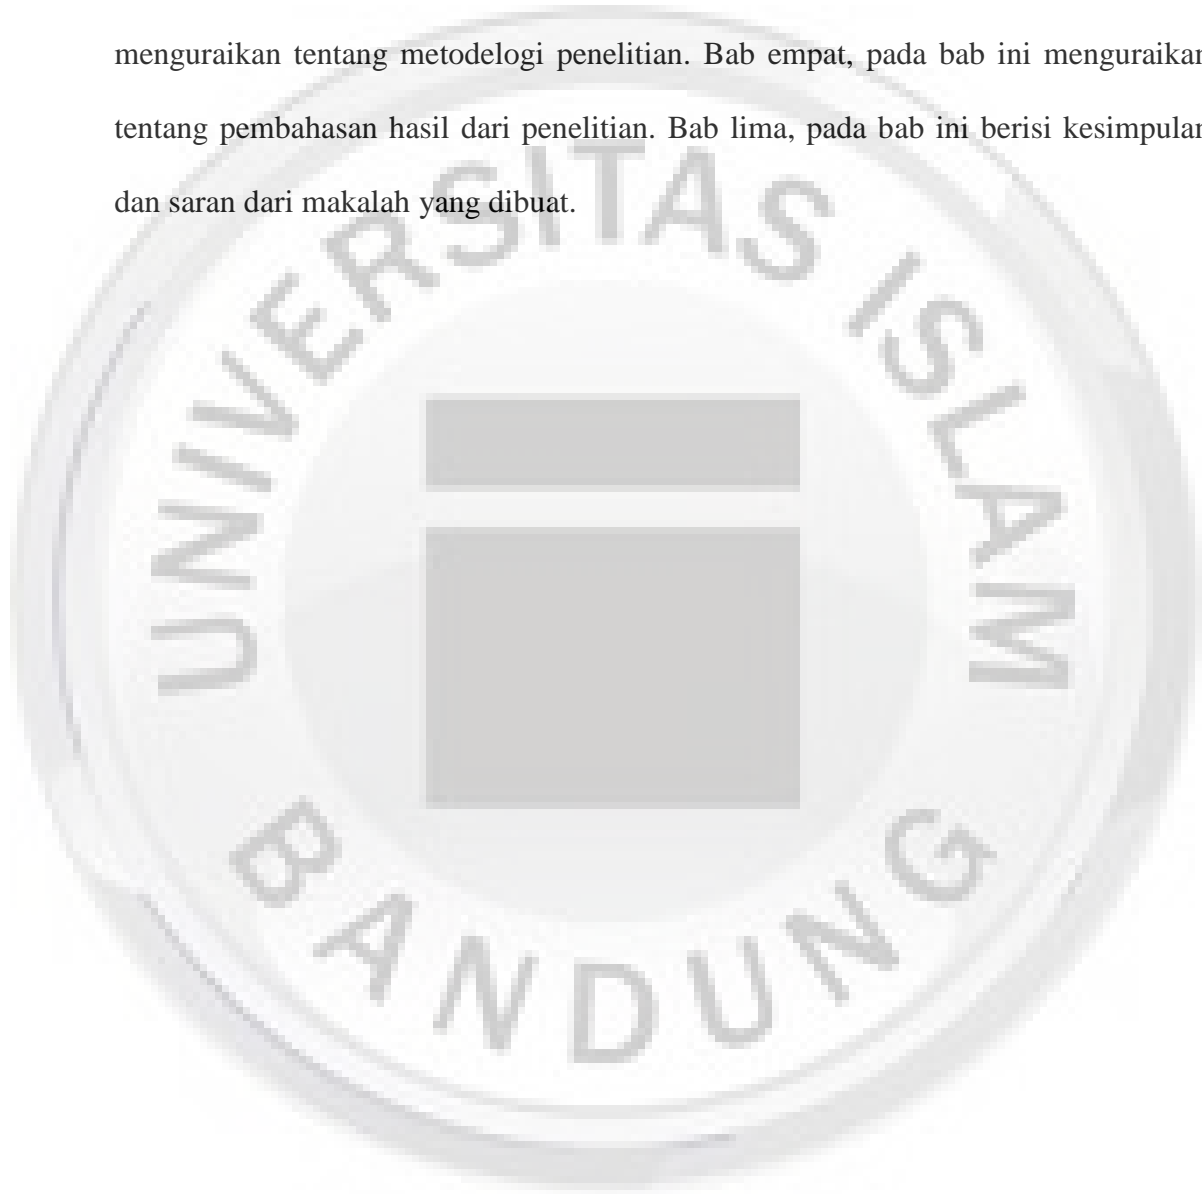 menguraikan tentang metodelogi penelitian. Bab empat, pada bab ini menguraikan
tentang pembahasan hasil dari penelitian. Bab lima, pada bab ini berisi kesimpulan
dan saran dari makalah yang dibuat.
UNIVERSITAS ISLAM
BANDUNG